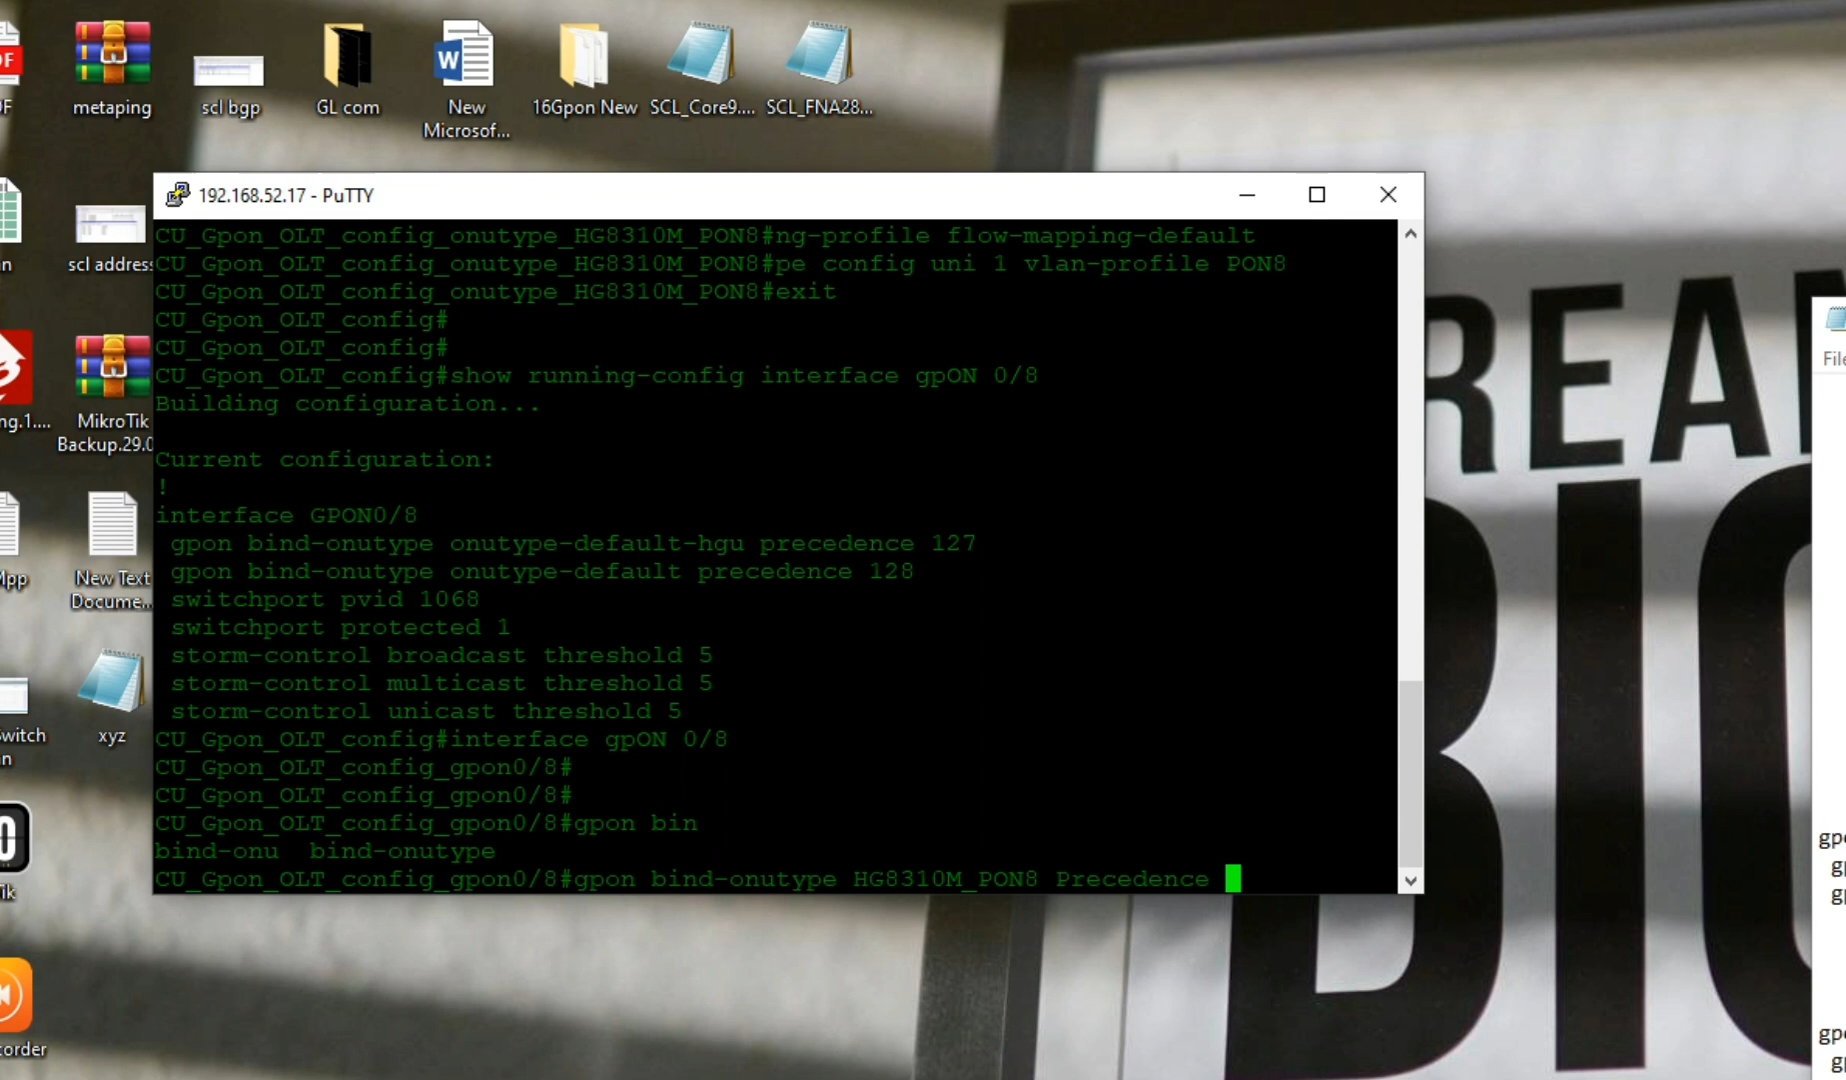 metaping
scl bgp
GL com
New
Microsof...
16Gpon New
SCL_Core9....
SCL_FNA28...
scl address
ng.1....
MikroTik
Backup.29.0
Mpp
New Text
Docume...
Switch
xyz
192.168.52.17 - PuTTY
CU_Gpon_OLT_config_onutype_HG8310M_PON8#ng-profile flow-mapping-default
CU_Gpon_OLT_config_onutype_HG8310M_PON8#pe config uni 1 vlan-profile PON8
CU_Gpon_OLT_config_onutype_HG8310M_PON8#exit
CU_Gpon_OLT_config#
CU_Gpon_OLT_config#
CU_Gpon_OLT_config#show running-config interface gpON 0/8
Building configuration...
Current configuration:
!
interface GPON0/8
gpon bind-onutype onutype-default-hgu precedence 127
gpon bind-onutype onutype-default precedence 128
switchport pvid 1068
switchport protected 1
storm-control broadcast threshold 5
storm-control multicast threshold 5
storm-control unicast threshold 5
CU_Gpon_OLT_config#interface gpON 0/8
CU_Gpon_OLT_config_gpon0/8#
CU_Gpon_OLT_config_gpon0/8#
CU_Gpon_OLT_config_gpon0/8#gpon bin
bind-onu bind-onutype
CU_Gpon_OLT_config_gpon0/8#gpon bind-onutype HG8310M_PON8 Precedence
REA
BI
File